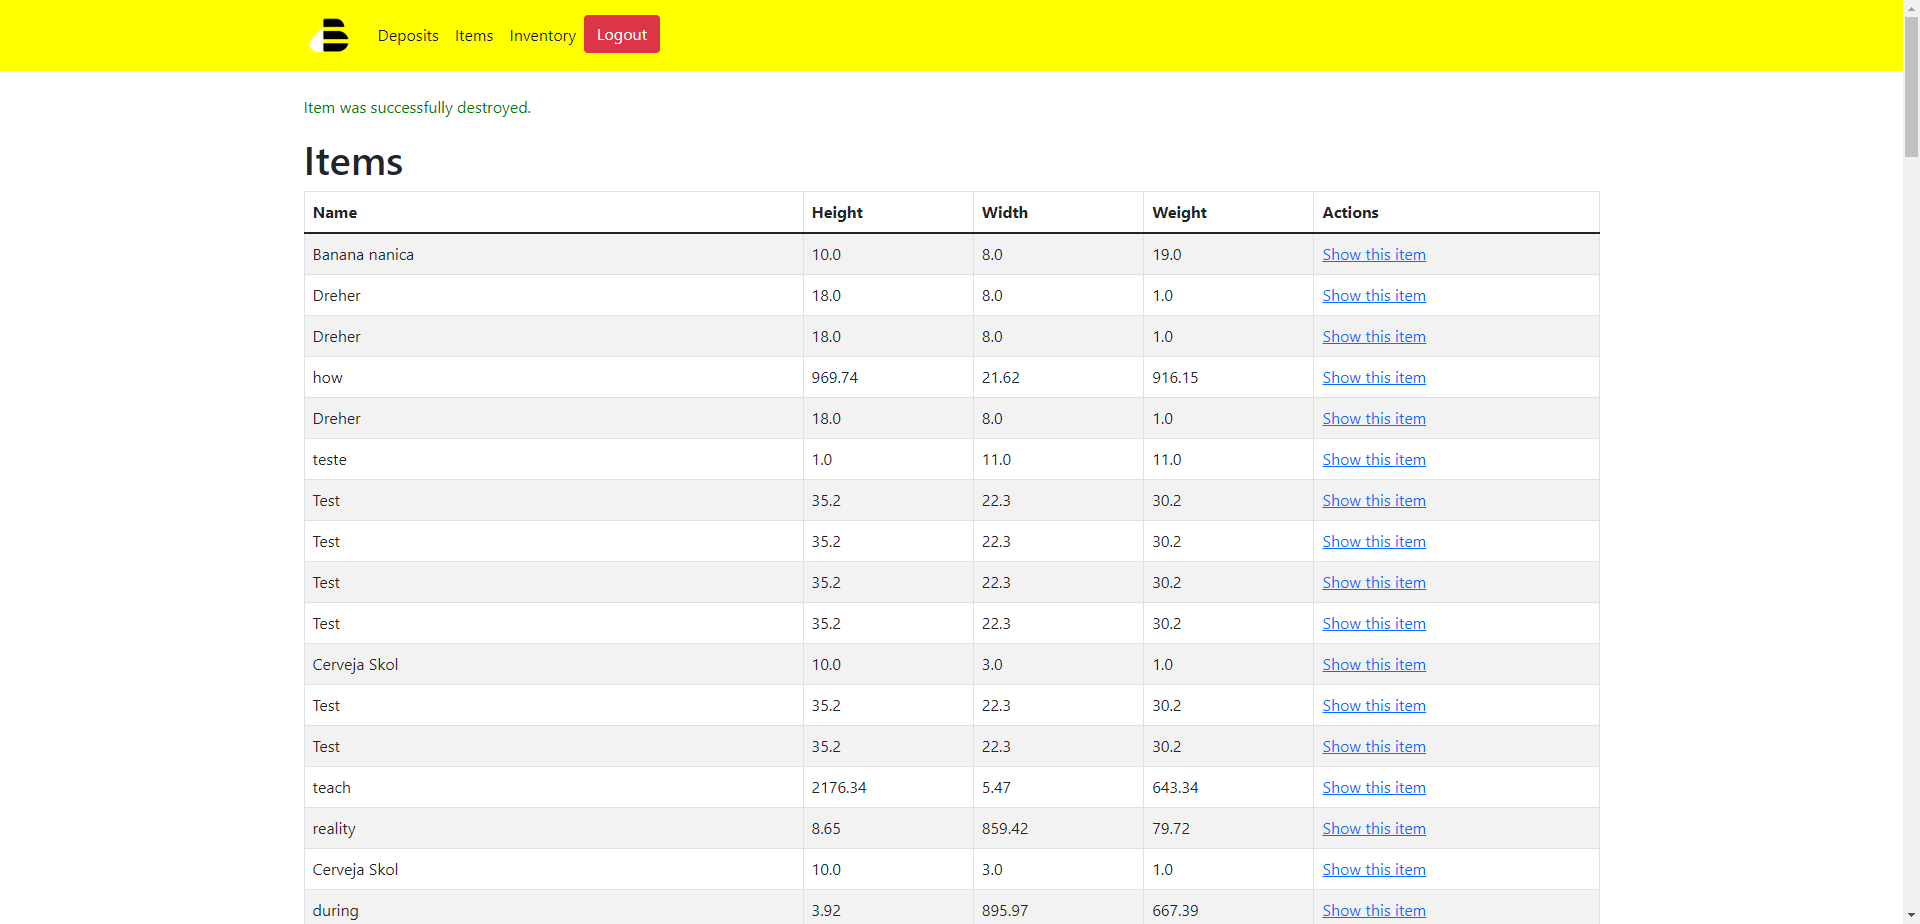 Deposits Items Inventory Logout
Item was successfully destroyed.
Items
Name Height Width Weight Actions
Banana nanica 10.0 8.0 19.0 Show this item
Dreher 18.0 8.0 1.0 Show this item
Dreher 18.0 8.0 1.0 Show this item
how 969.74 21.62 916.15 Show this item
Dreher 18.0 8.0 1.0 Show this item
teste 1.0 11.0 11.0 Show this item
Test 35.2 22.3 30.2 Show this item
Test 35.2 22.3 30.2 Show this item
Test 35.2 22.3 30.2 Show this item
Test 35.2 22.3 30.2 Show this item
Cerveja Skol 10.0 3.0 1.0 Show this item
Test 35.2 22.3 30.2 Show this item
Test 35.2 22.3 30.2 Show this item
teach 2176.34 5.47 643.34 Show this item
reality 8.65 859.42 79.72 Show this item
Cerveja Skol 10.0 3.0 1.0 Show this item
during 3.92 895.97 667.39 Show this item